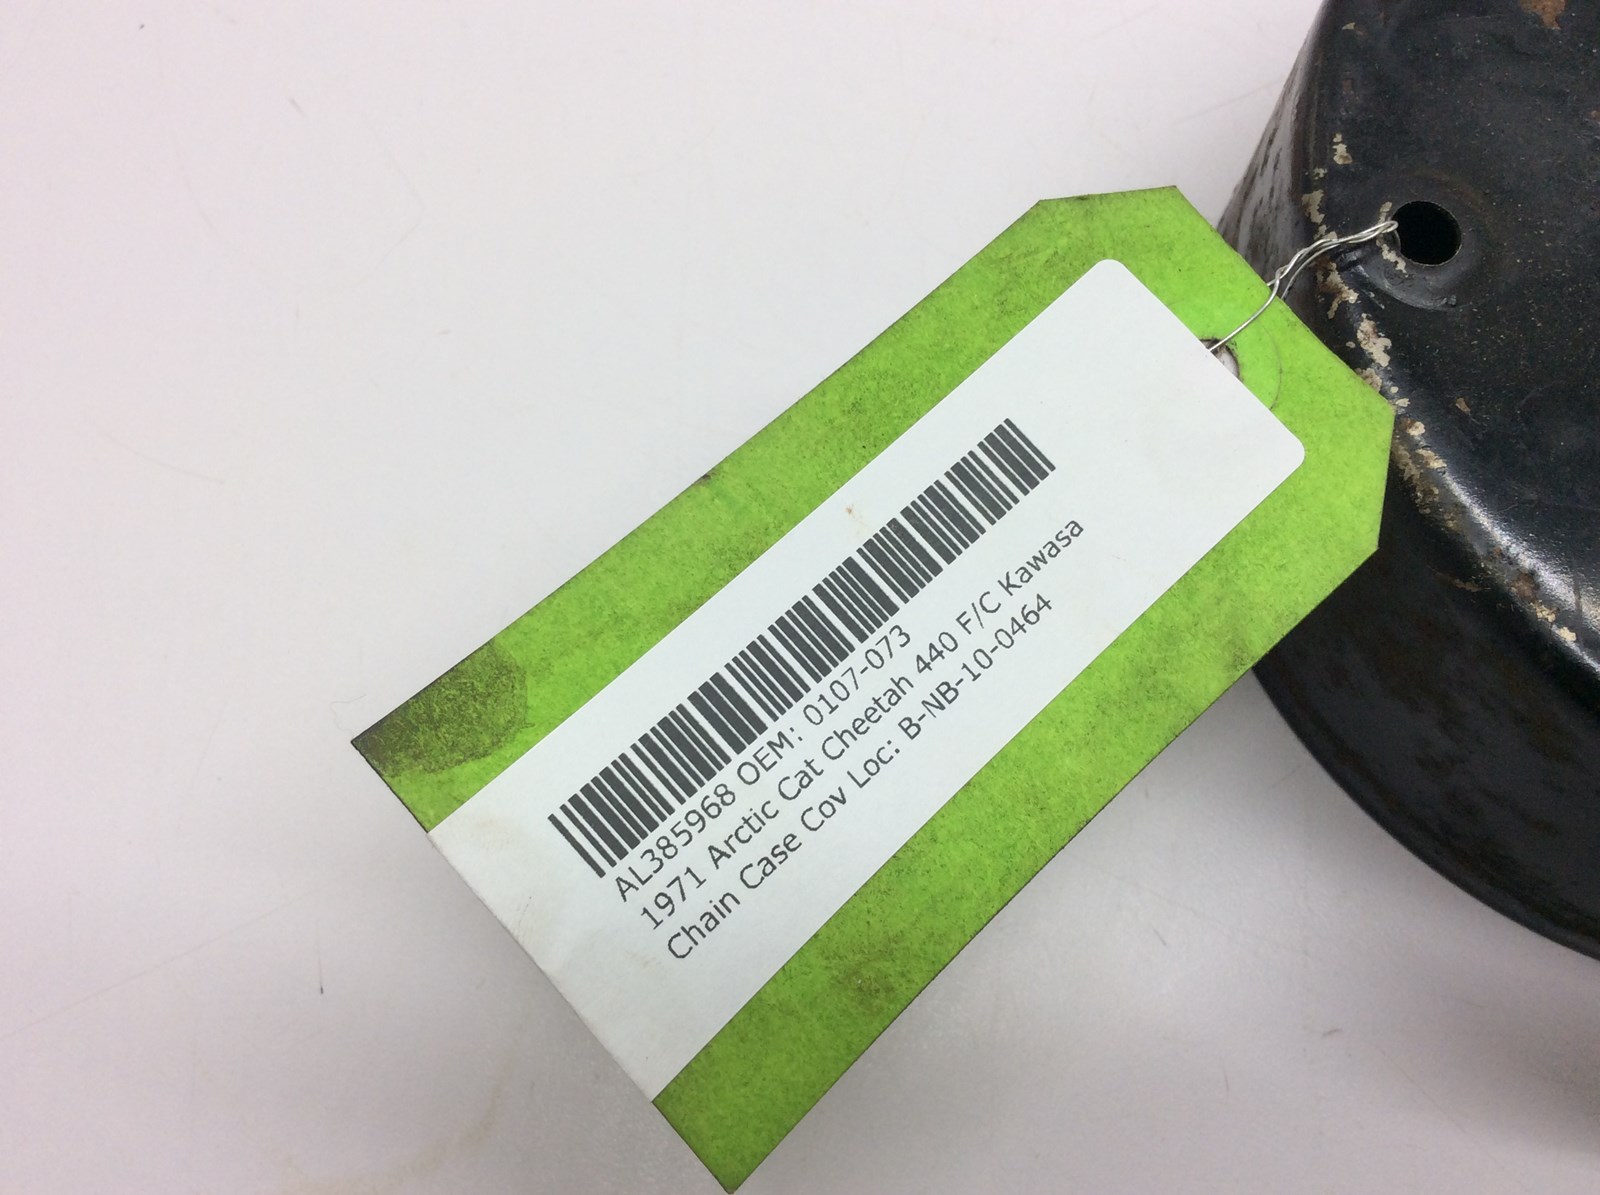 AL385968 OEM: 0107-073
1971 Arctic Cat Cheetah 440 F/C Kawasa
Chain Case Cov Loc: B-NB-10-0464